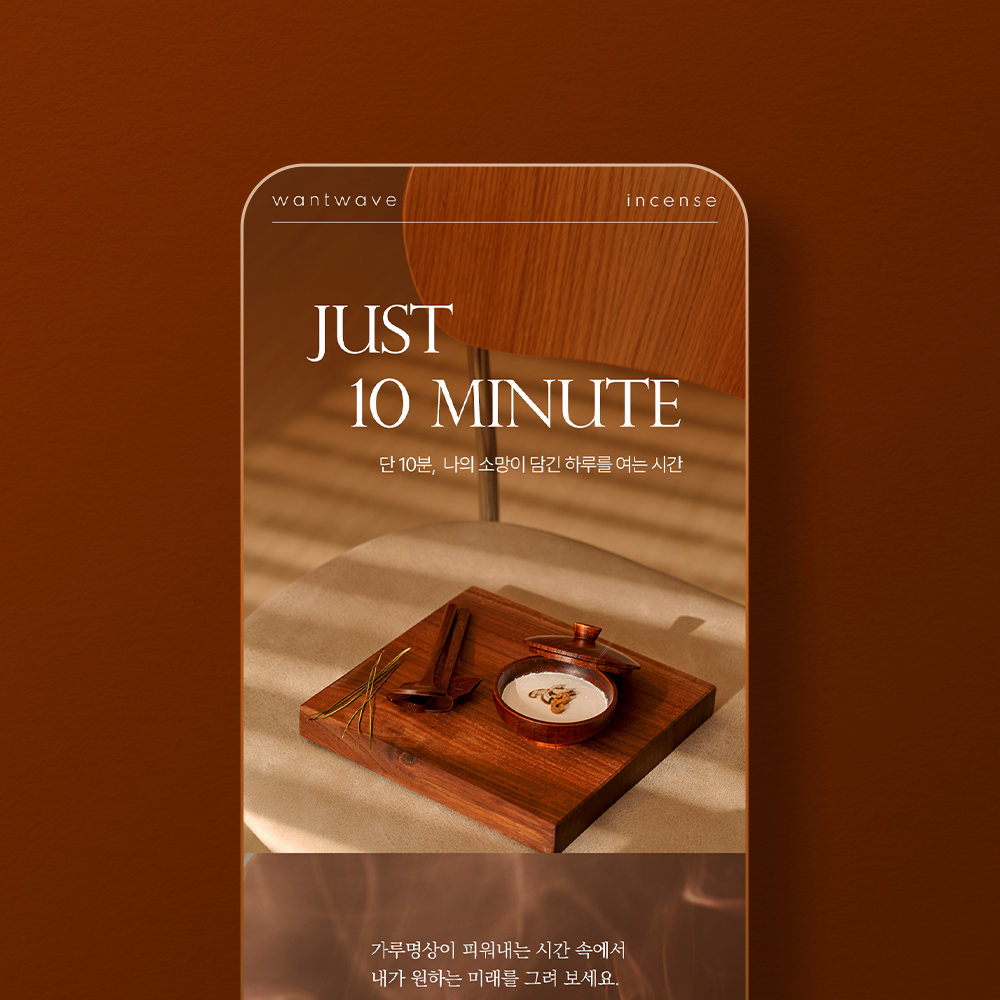 wantwave incense
JUST
10 MINUTE
단 10분, 나의 소망이 담긴 하루를 여는 시간
가루명상이 피워내는 시간 속에서
내가 원하는 미래를 그려 보세요.